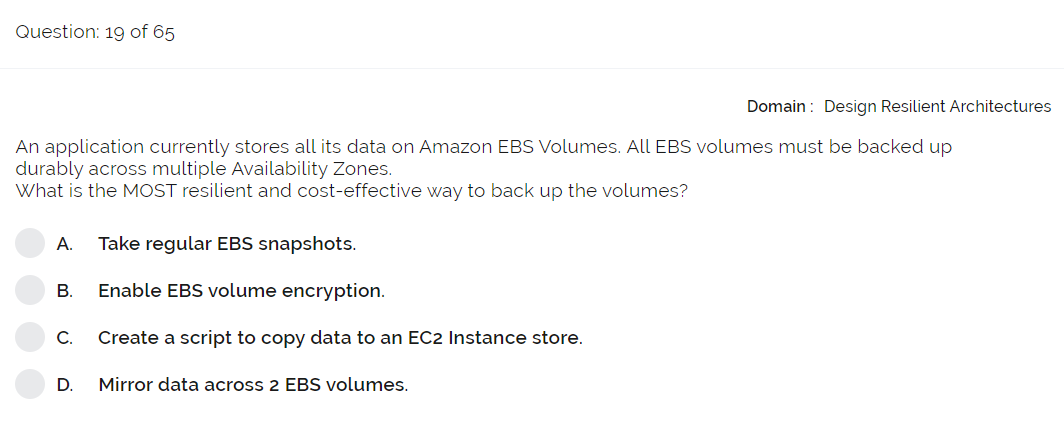 Question: 19 of 65
Domain : Design Resilient Architectures
An application currently stores all its data on Amazon EBS Volumes. All EBS volumes must be backed up
durably across multiple Availability Zones.
What is the MOST resilient and cost-effective way to back up the volumes?
A. Take regular EBS snapshots.
B. Enable EBS volume encryption.
C. Create a script to copy data to an EC2 Instance store.
D. Mirror data across 2 EBS volumes.